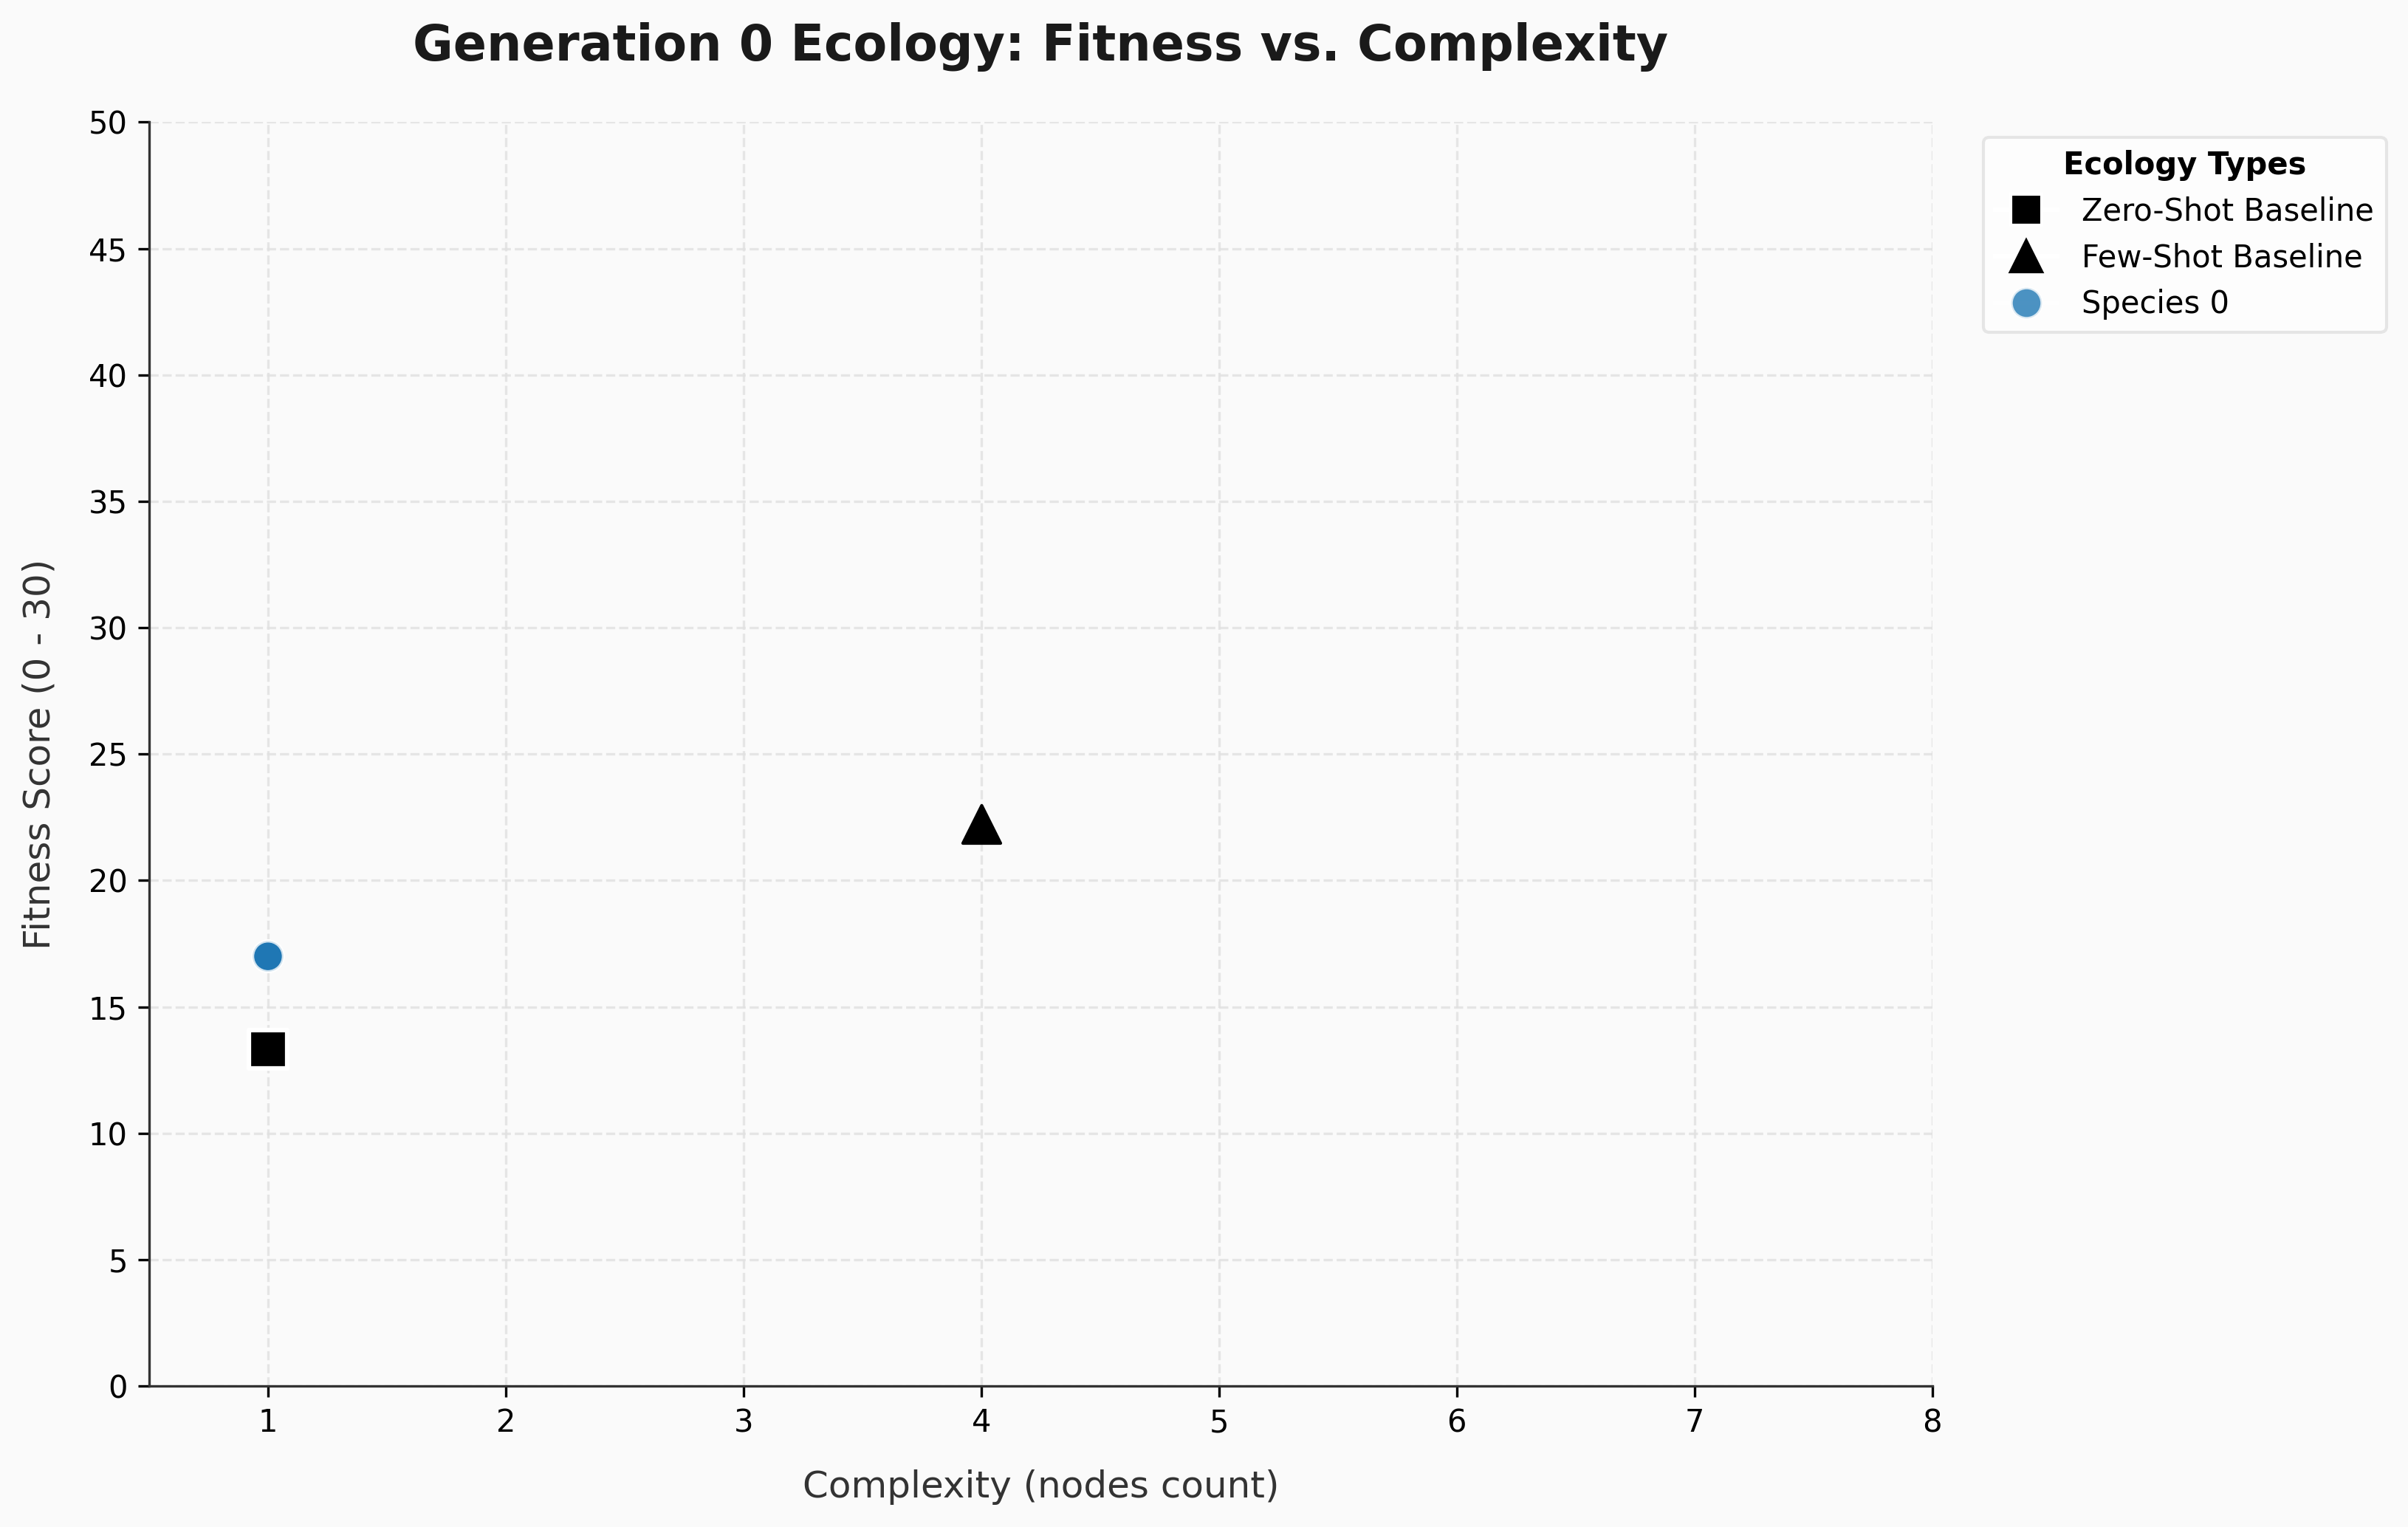 Generation 0 Ecology: Fitness vs. Complexity
50
45
40
35
30
25
20
15
10
5
0
Fitness Score (0 - 30)
1 2 3 4 5 6 7 8
Complexity (nodes count)
Ecology Types
Zero-Shot Baseline
Few-Shot Baseline
Species 0